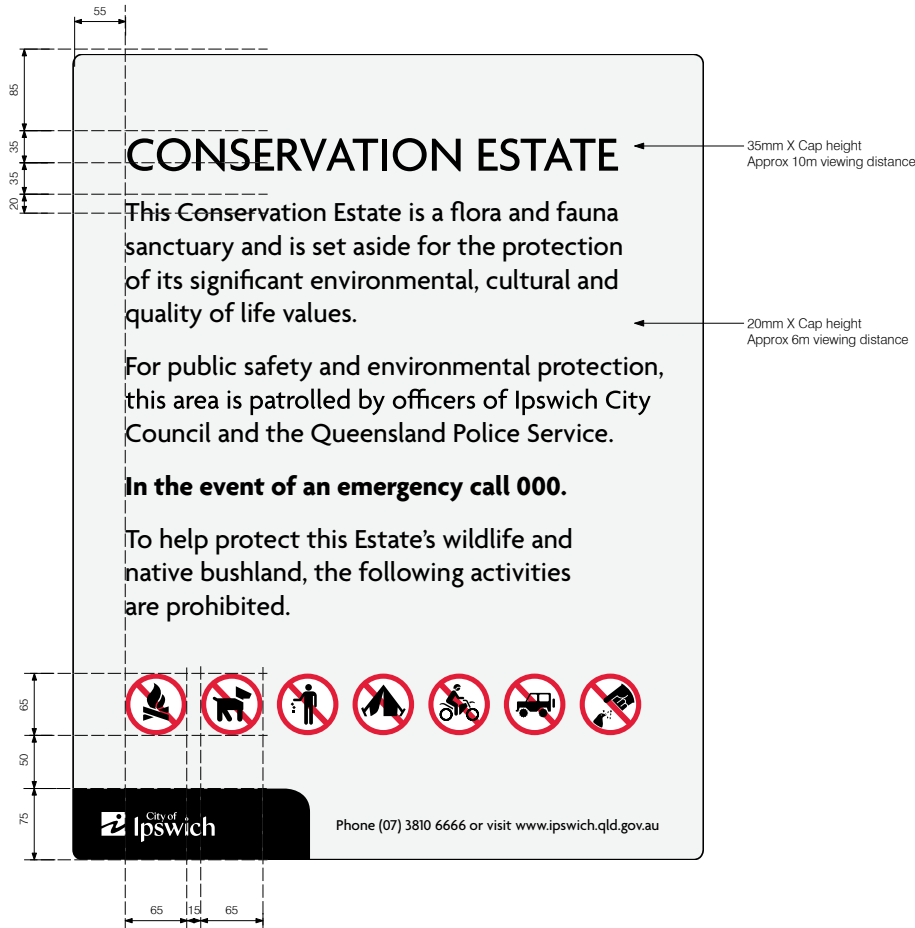 55
85
35
35
20
CONSERVATION ESTATE
35mm X Cap height
Approx 10m viewing distance
This Conservation Estate is a flora and fauna
sanctuary and is set aside for the protection
of its significant environmental, cultural and
quality of life values.
20mm X Cap height
Approx 6m viewing distance
For public safety and environmental protection,
this area is patrolled by officers of Ipswich City
Council and the Queensland Police Service.
In the event of an emergency call 000.
To help protect this Estate's wildlife and
native bushland, the following activities
are prohibited.
65
50
75
City of
Ipswich
Phone (07) 3810 6666 or visit www.ipswich.qld.gov.au
65
15
65